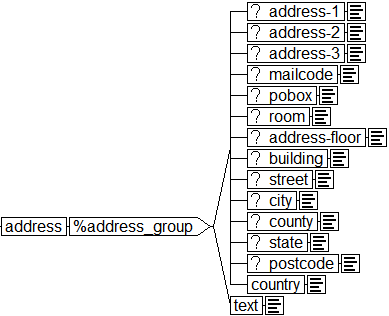 ? address-1
? address-2
? address-3
? mailcode
? pobox
? room
? address-floor
? building
? street
? city
? county
? state
? postcode
country
address %address_group
text